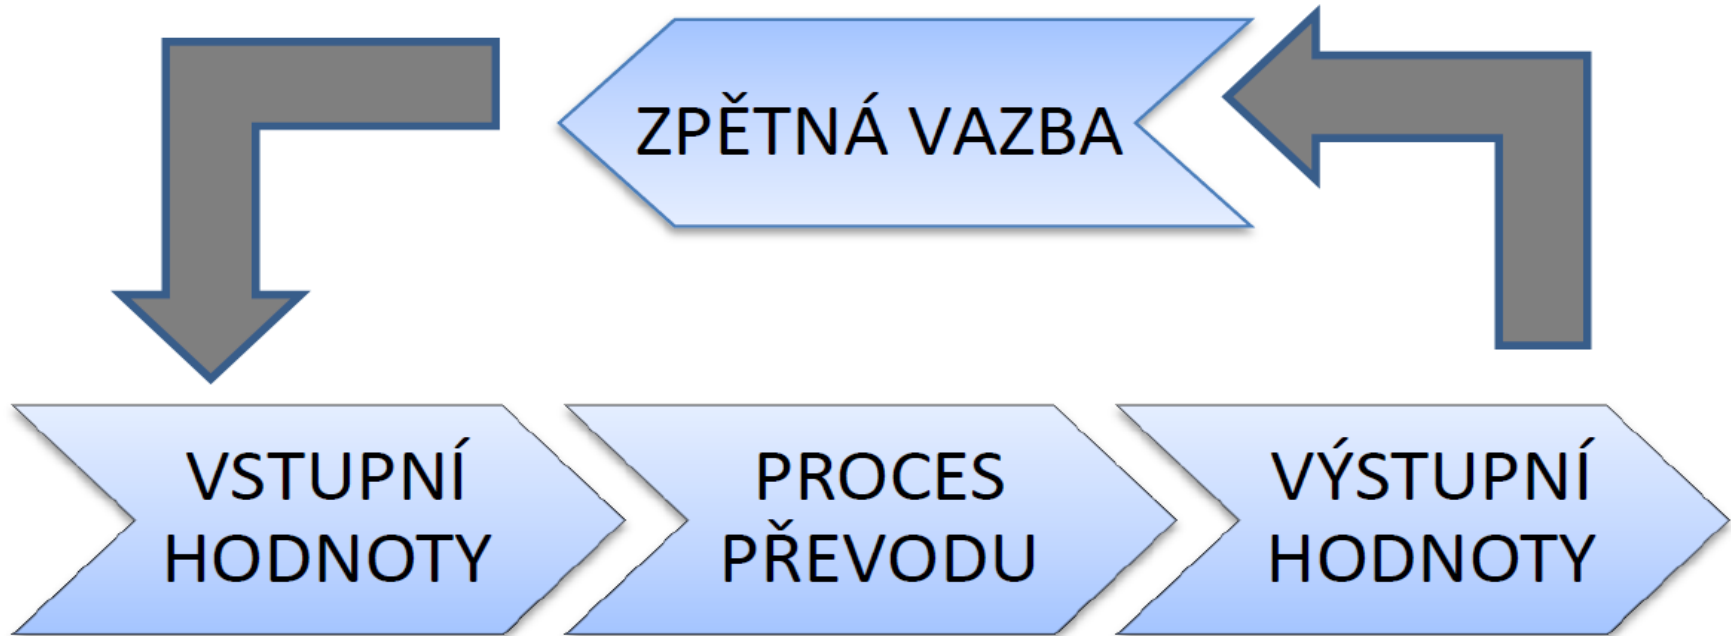 ZPĚTNÁ VAZBA
VSTUPNÍ
HODNOTY
PROCES
PŘEVODU
VÝSTUPNÍ
HODNOTY